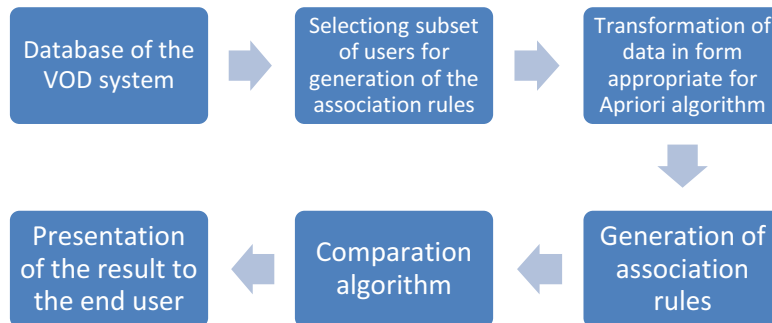 Database of the
VOD system
Selectiong subset
of users for
generation of the
association rules
Transformation of
data in form
appropriate for
Apriori algorithm
Generation of
association
rules
Comparation
algorithm
Presentation
of the result to
the end user